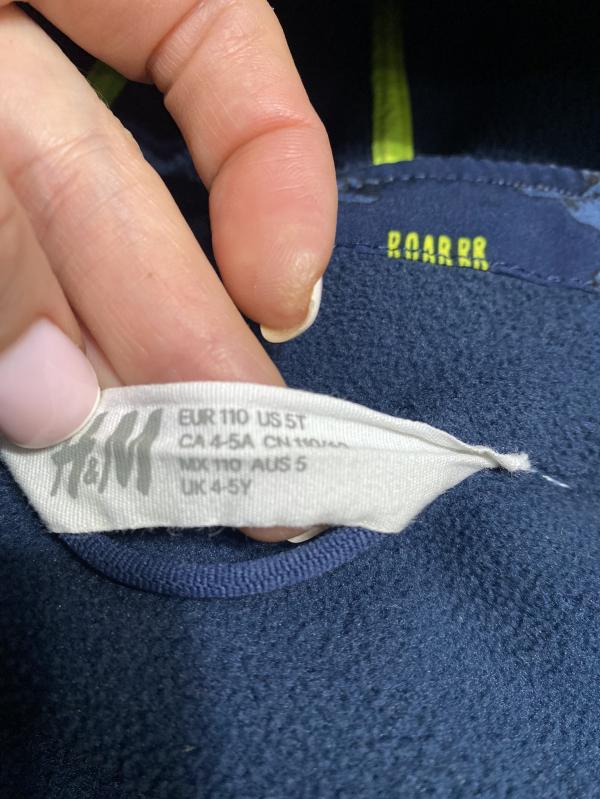 ROARRR
H&M
EUR 110 US 5T
CA 4-5A CN 110/
MX 110 AUS 5
UK 4-5Y